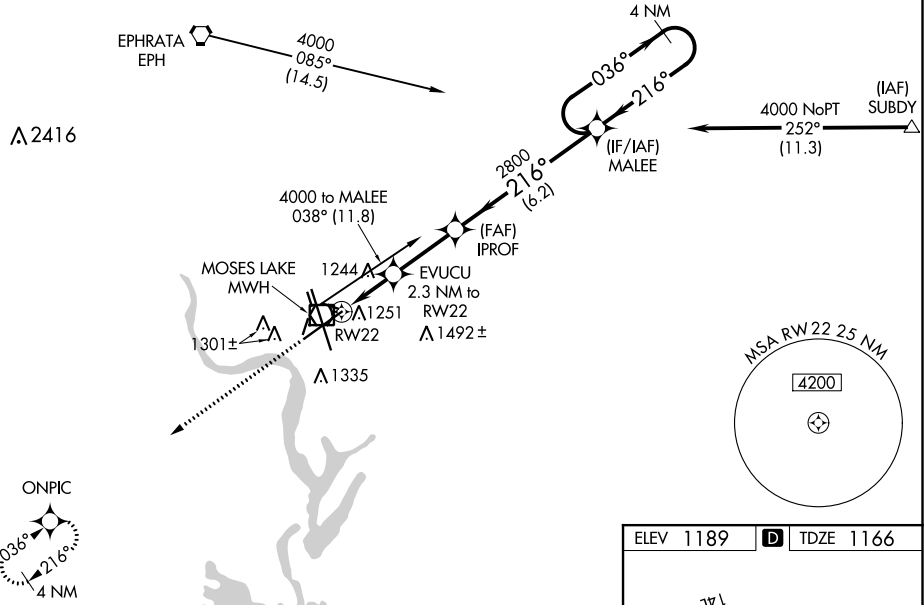 4 NM
EPHRATA
EPH
4000
085°
(14.5)
036°
216°
(IAF)
SUBDY
4000 NoPT
252°
(11.3)
2416
(IF/IAF)
MALEE
2800
216°
(6.2)
4000 to MALEE
038° (11.8)
(FAF)
IPROF
MOSES LAKE
MWH
1244
EVUCU
2.3 NM to
RW22
1251
RW22
1492 ±
1301±
1335
MSA RW22 25 NM
4200
ONPIC
036°
216°
4 NM
ELEV 1189 D TDZE 1166
14L